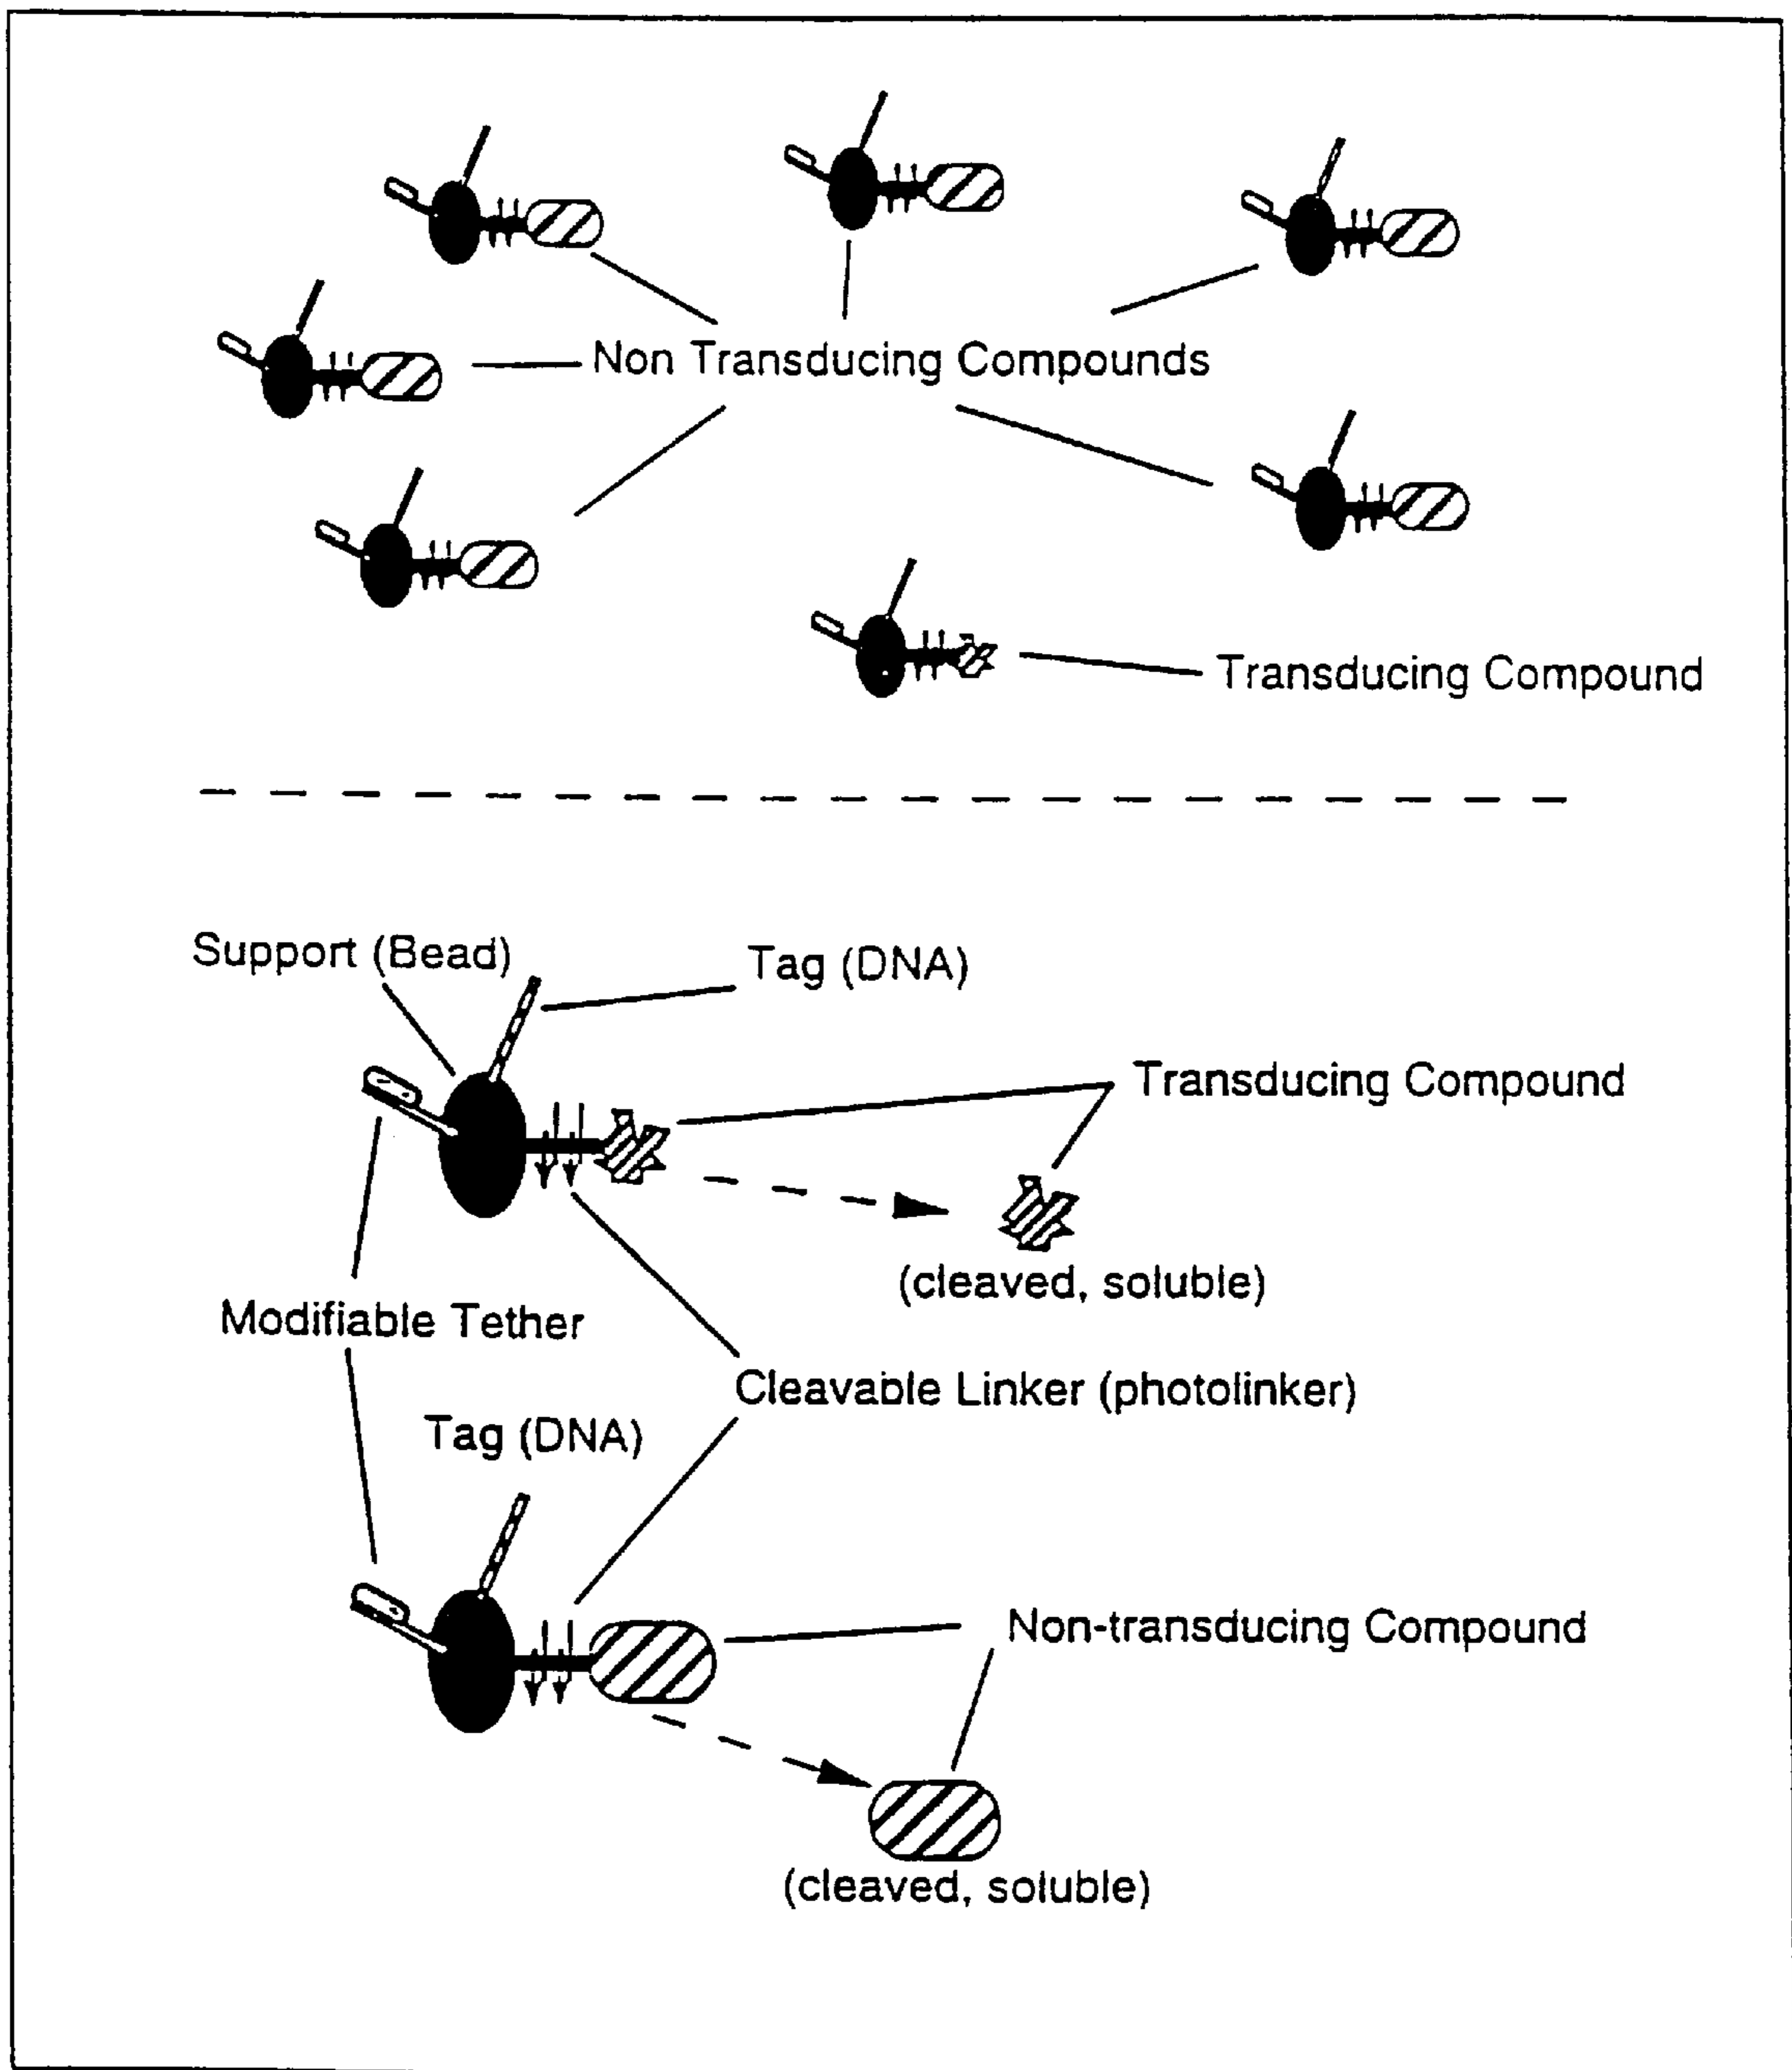 Non Transducing Compounds
Transducing Compound
Support (Bead)
Tag (DNA)
Transducing Compound
(cleaved, soluble)
Modifiable Tether
Cleavable Linker (photolinker)
Tag (DNA)
Non-transducing Compound
(cleaved, soluble)